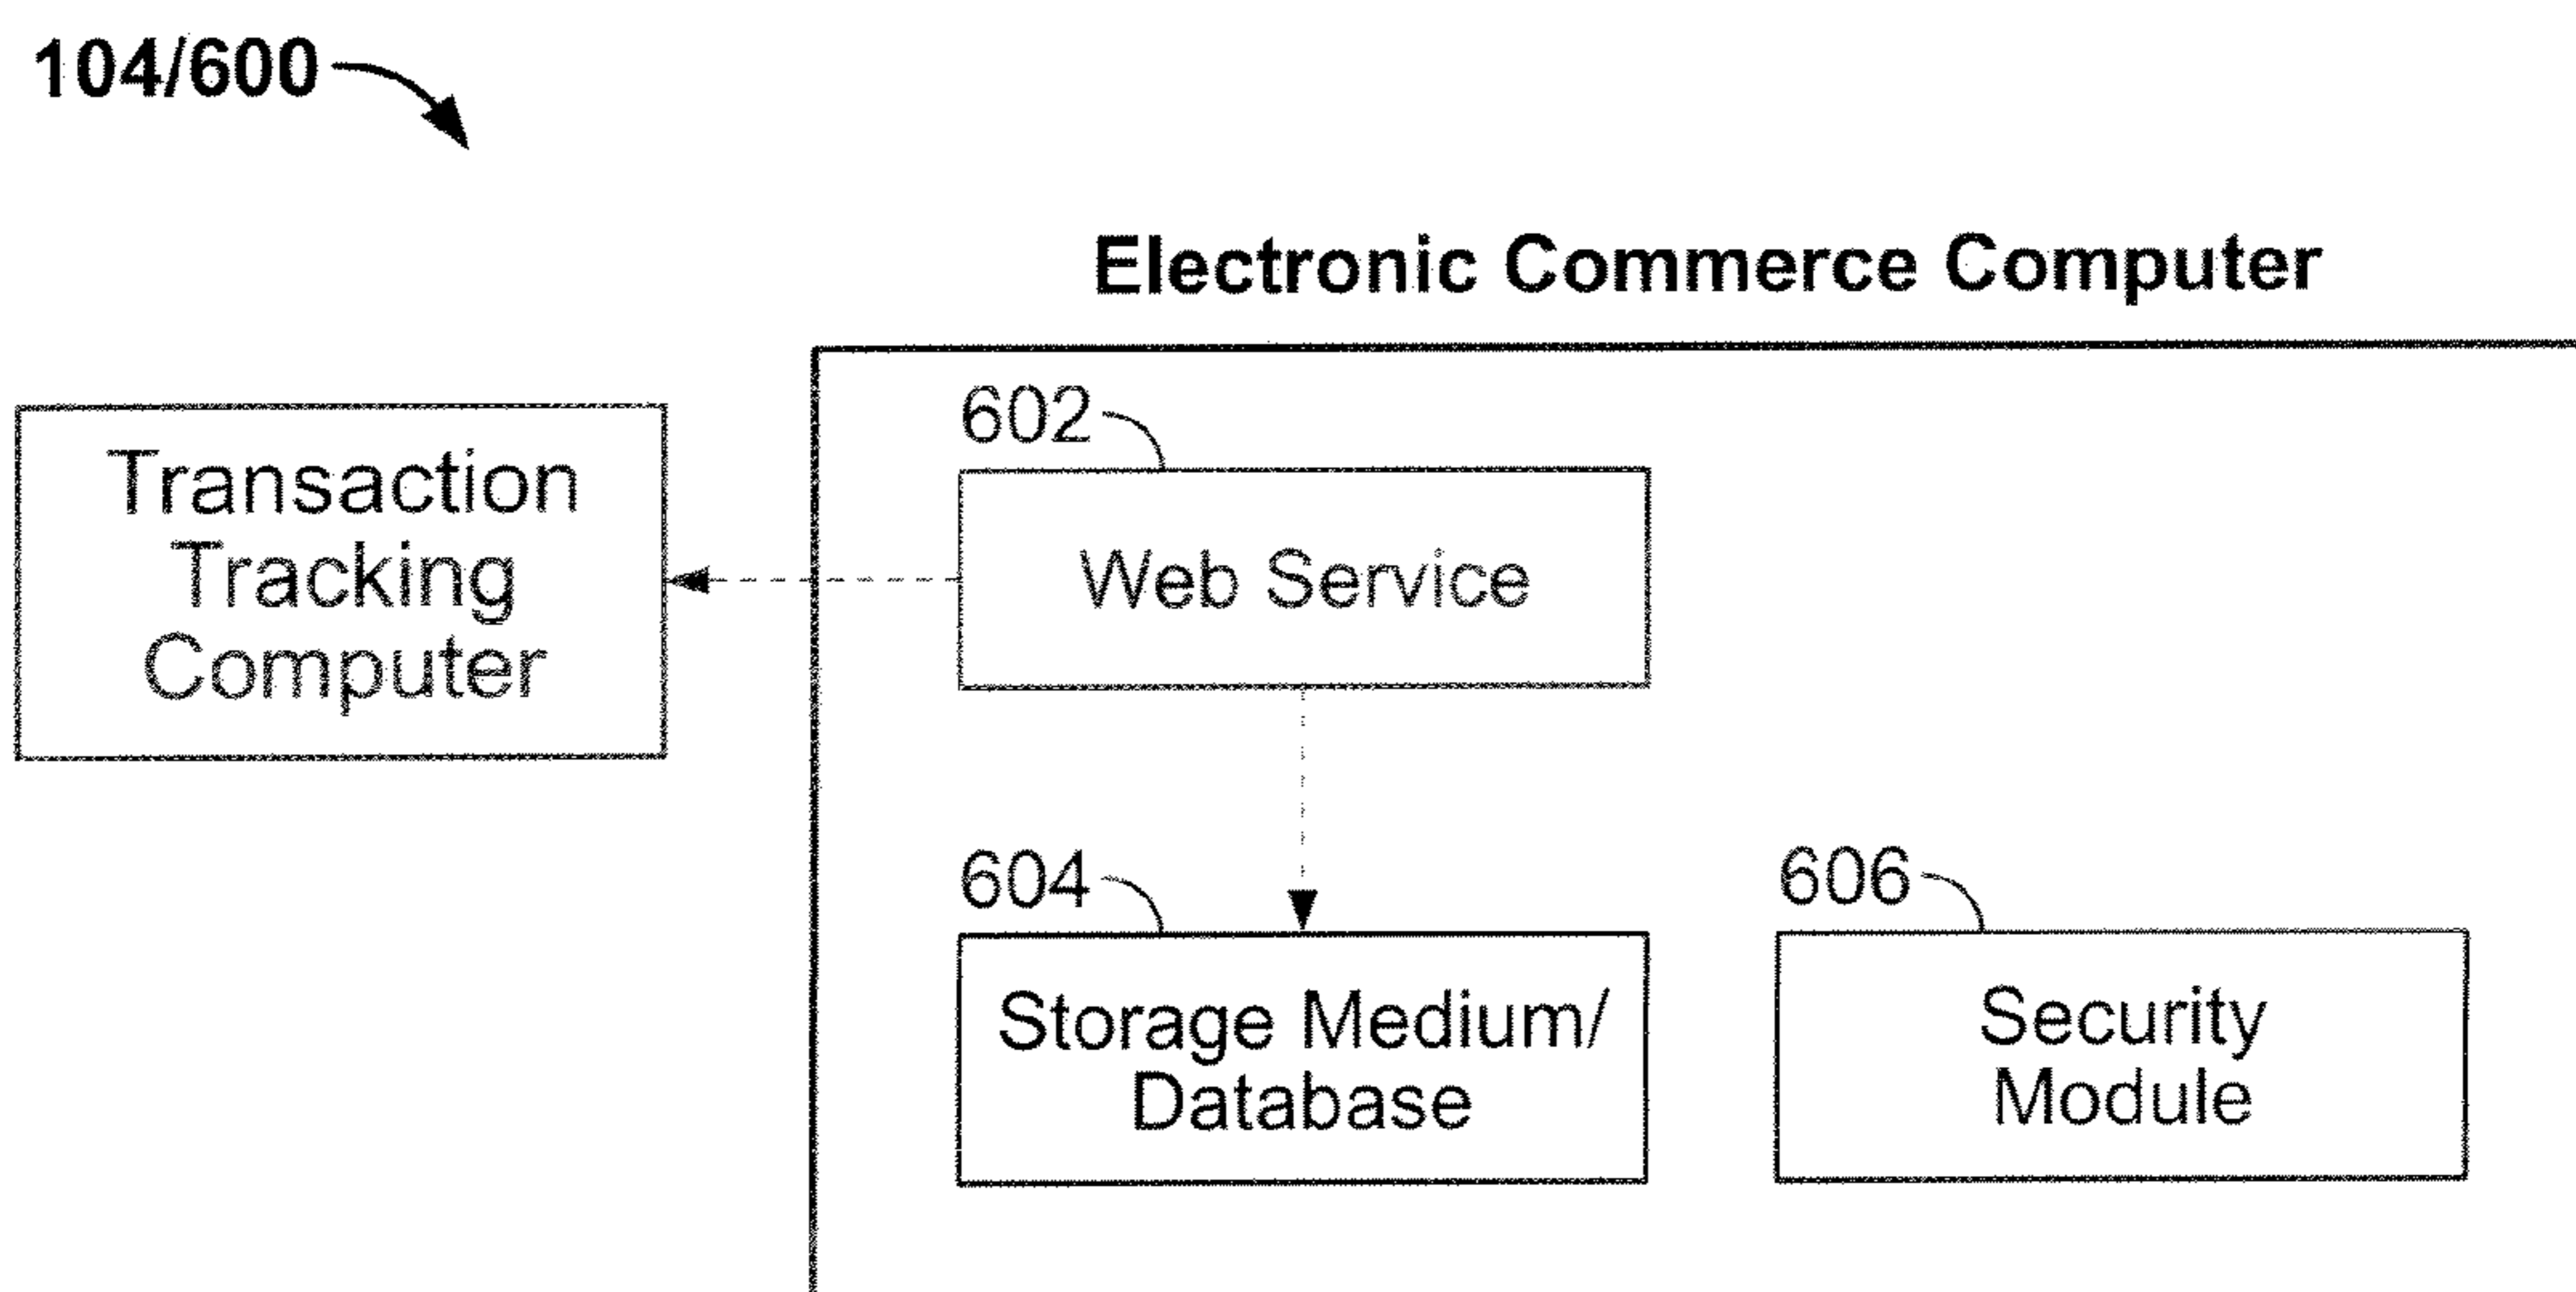 104/600
Electronic Commerce Computer
Transaction
Tracking
Computer
602
Web Service
604
Storage Medium/
Database
606
Security
Module